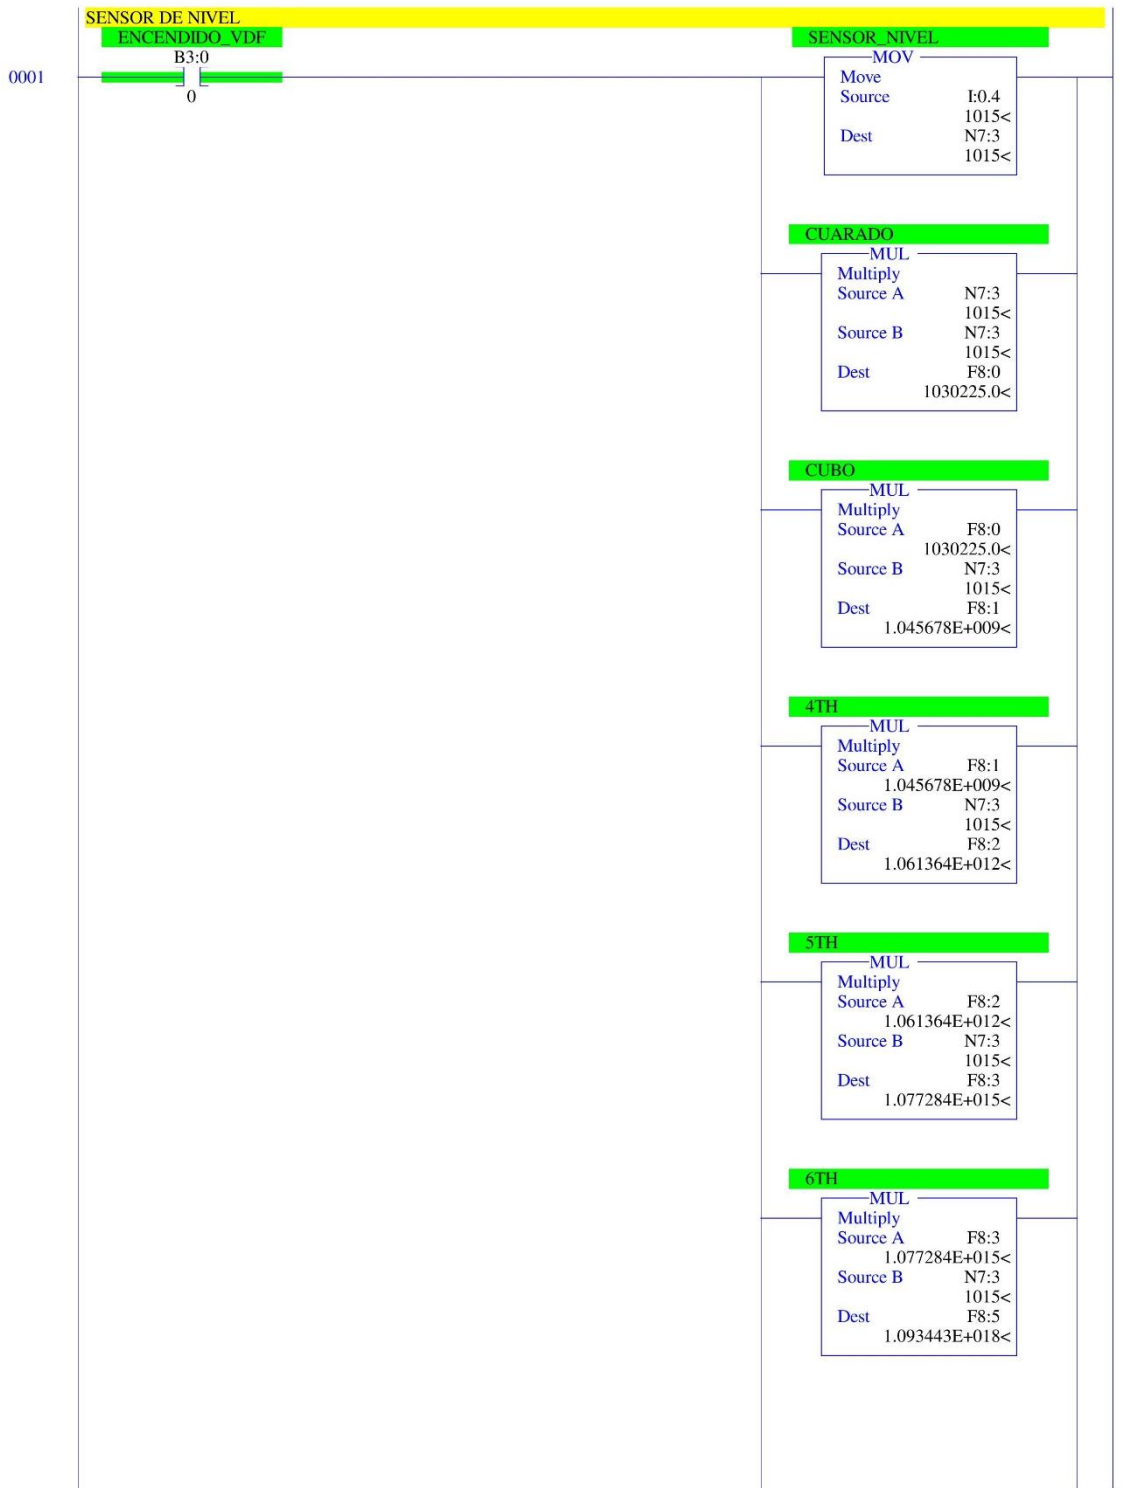 SENSOR DE NIVEL
ENCENDIDO_VDF
B3:0
0001
0
SENSOR_NIVEL
MOV
Move
Source I:0.4
1015<
Dest N7:3
1015<
CUARADO
MUL
Multiply
Source A N7:3
1015<
Source B N7:3
1015<
Dest F8:0
1030225.0<
CUBO
MUL
Multiply
Source A F8:0
1030225.0<
Source B N7:3
1015<
Dest F8:1
1.045678E+009<
4TH
MUL
Multiply
Source A F8:1
1.045678E+009<
Source B N7:3
1015<
Dest F8:2
1.061364E+012<
5TH
MUL
Multiply
Source A F8:2
1.061364E+012<
Source B N7:3
1015<
Dest F8:3
1.077284E+015<
6TH
MUL
Multiply
Source A F8:3
1.077284E+015<
Source B N7:3
1015<
Dest F8:5
1.093443E+018<